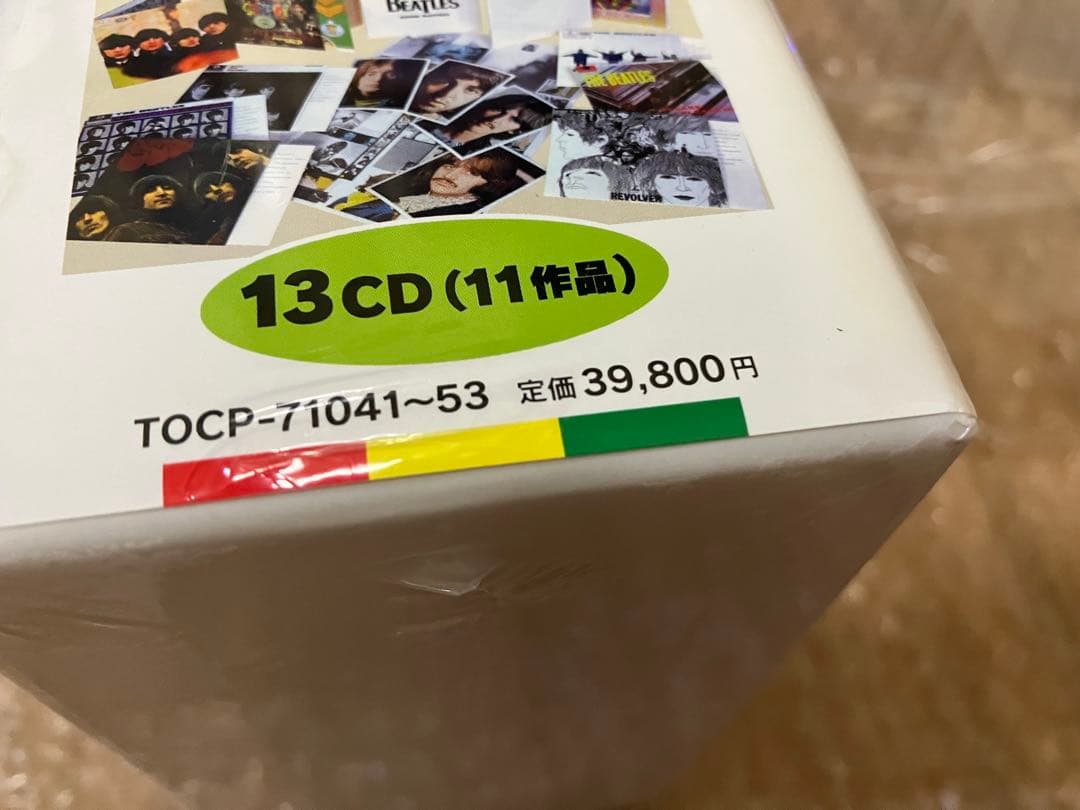 BEATLES
THE BEATLES
REVOLVER
13CD(11作品)
TOCP-71041〜53 定価39,800円